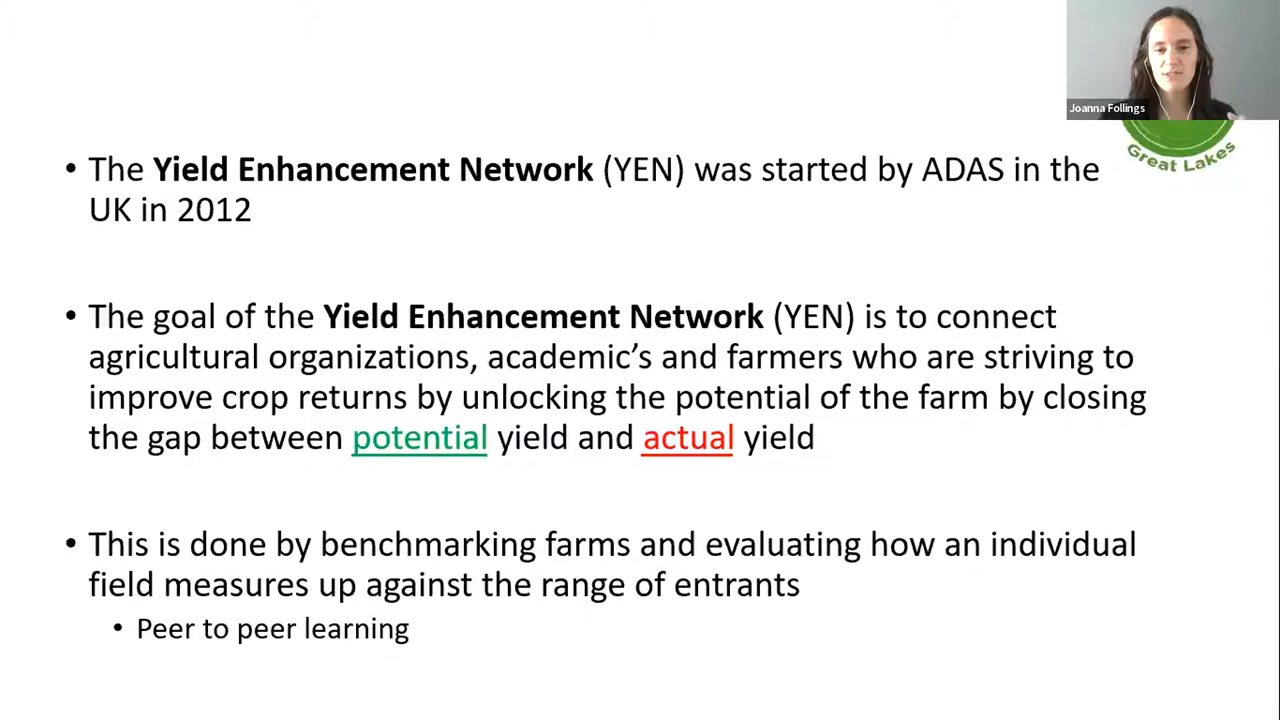 Joanna Follings
Great Lakes
• The Yield Enhancement Network (YEN) was started by ADAS in the
UK in 2012
• The goal of the Yield Enhancement Network (YEN) is to connect
agricultural organizations, academic’s and farmers who are striving to
improve crop returns by unlocking the potential of the farm by closing
the gap between potential yield and actual yield
• This is done by benchmarking farms and evaluating how an individual
field measures up against the range of entrants
• Peer to peer learning